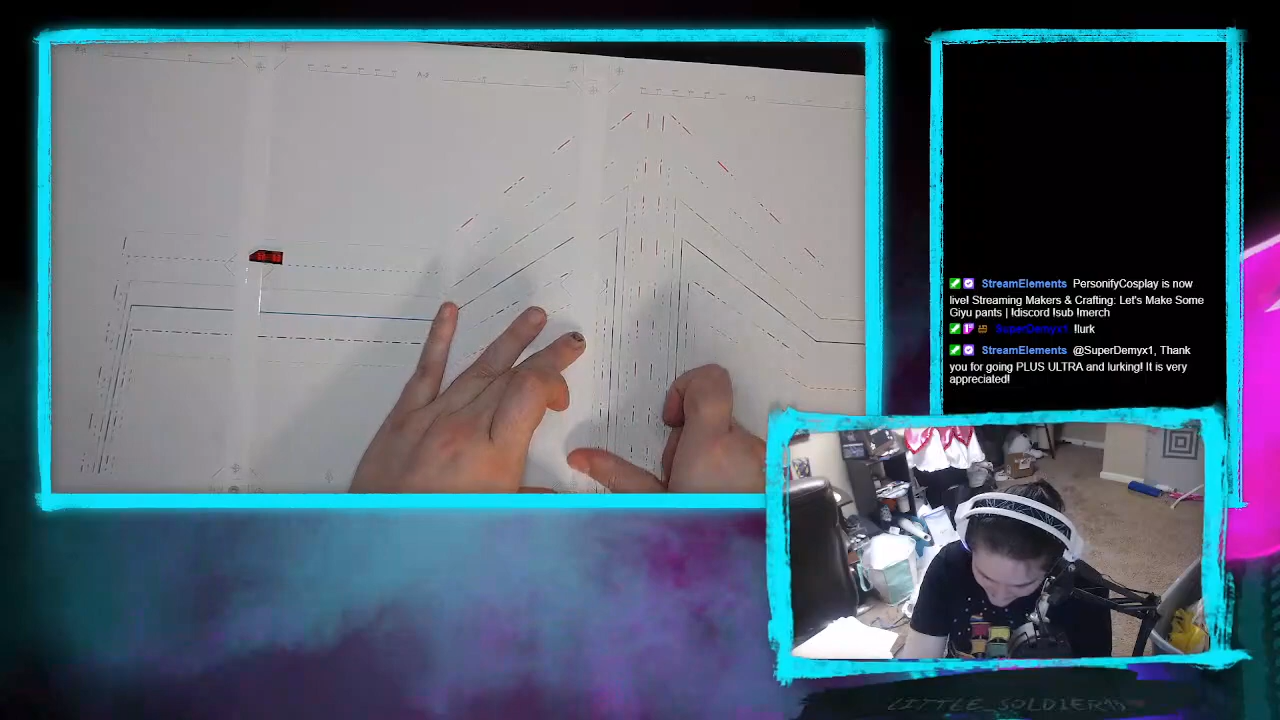 StreamElements PersonifyCosplay is now
live! Streaming Makers & Crafting: Let's Make Some
Giyu pants | !discord !sub !merch
SuperDemyx1 !lurk
StreamElements @SuperDemyx1, Thank
you for going PLUS ULTRA and lurking! It is very
appreciated!